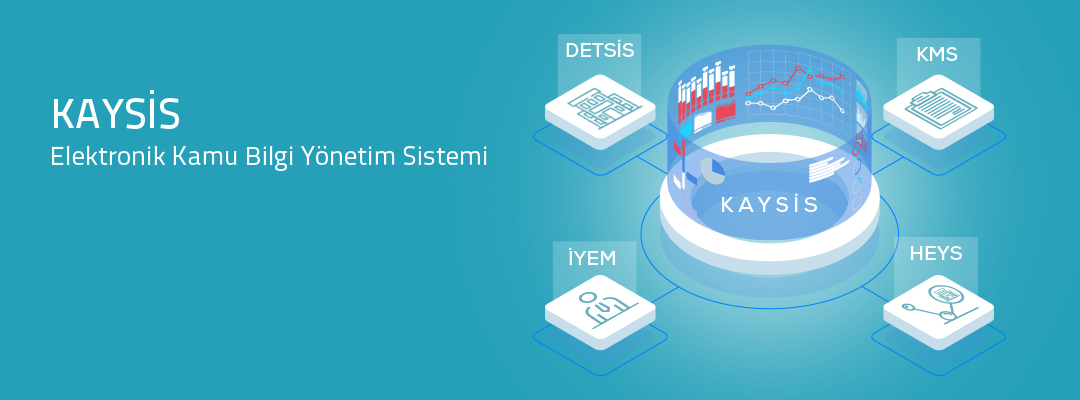 KAYSİS
Elektronik Kamu Bilgi Yönetim Sistemi
DETSİS
KMS
KAYSİS
İYEM
HEYS